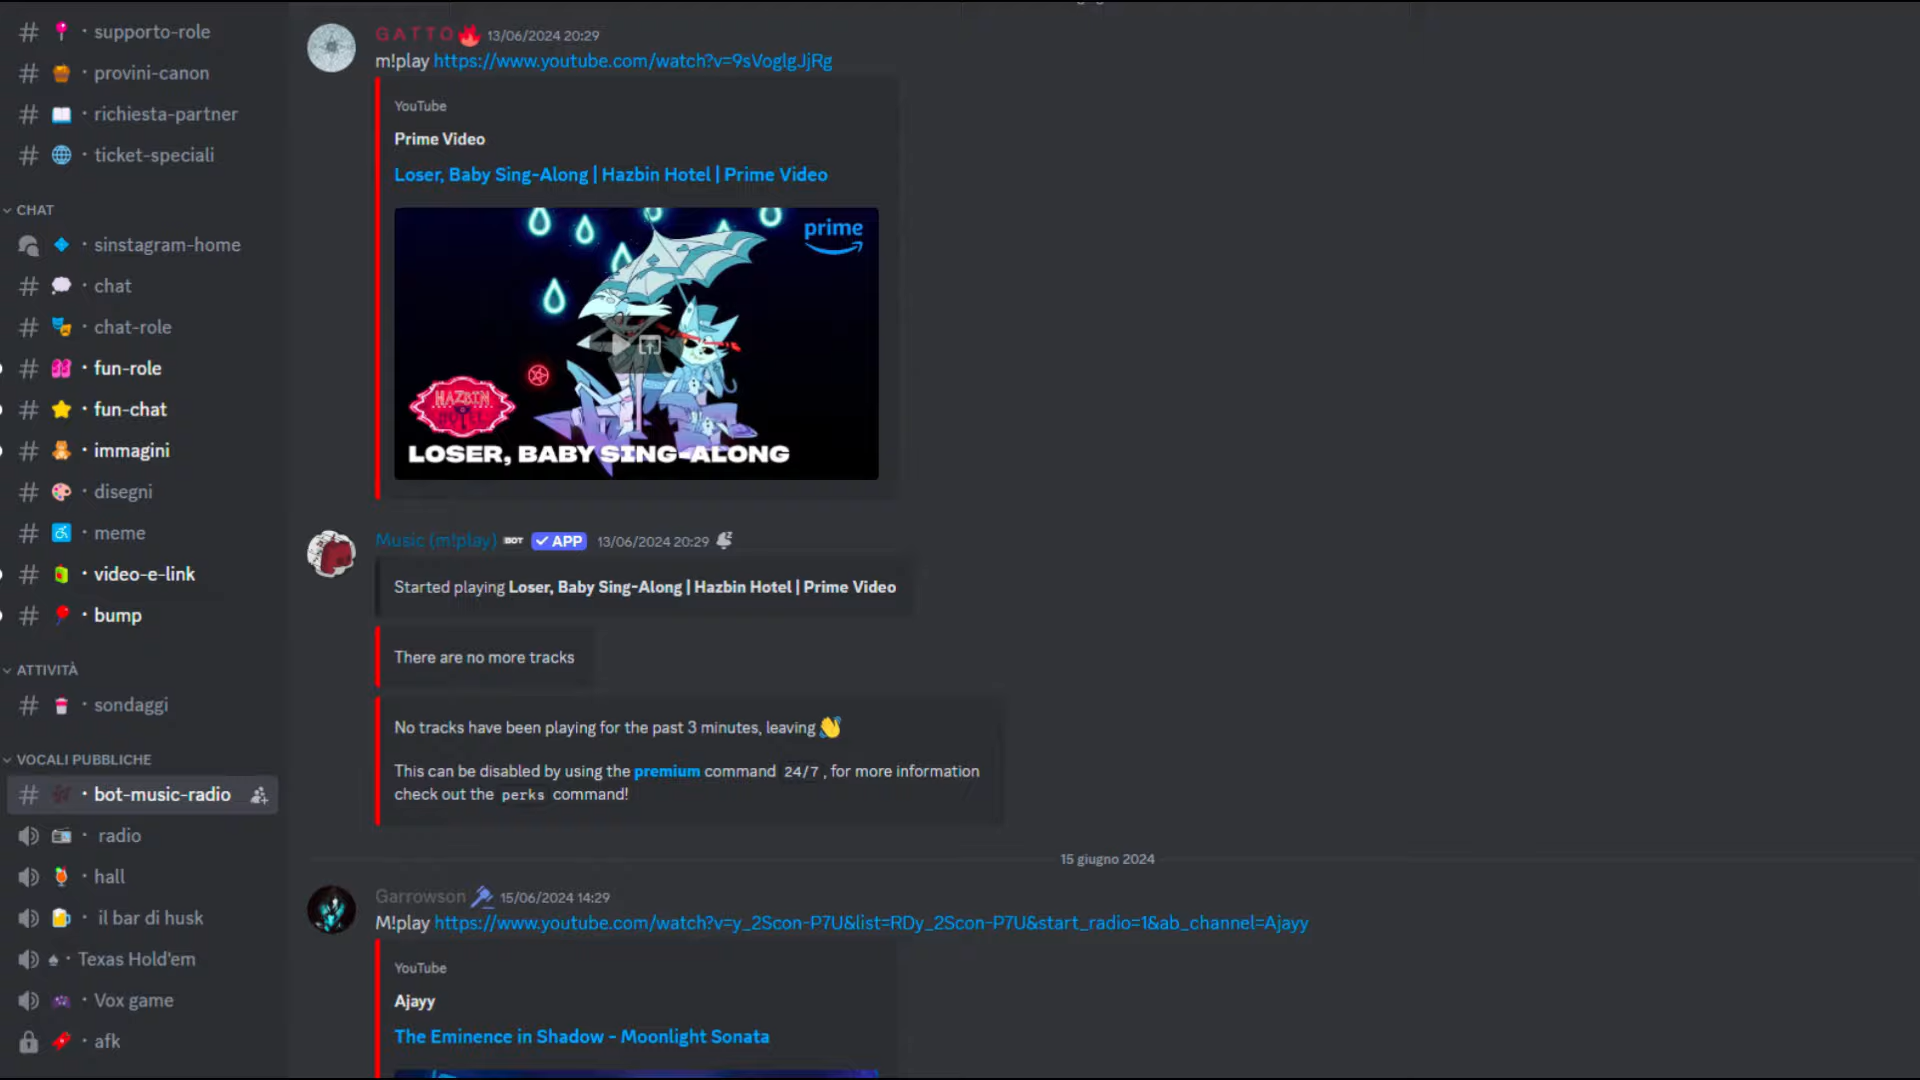 supporto-role
provini-canon
richiesta-partner
ticket-speciali
CHAT
sinstagram-home
chat
chat-role
fun-role
fun-chat
immagini
disegni
meme
video-e-link
bump
ATTIVITÀ
sondaggi
VOCALI PUBBLICHE
bot-music-radio
radio
hall
il bar di husk
Texas Hold'em
Vox game
afk
GATTO 13/06/2024 20:29
m!play https://www.youtube.com/watch?v=9sVoglgJjRg
YouTube
Prime Video
Loser, Baby Sing-Along | Hazbin Hotel | Prime Video
prime
HAZBIN
HOTEL
LOSER, BABY SING-ALONG
Music (m!play) BOT APP 13/06/2024 20:29
Started playing Loser, Baby Sing-Along | Hazbin Hotel | Prime Video
There are no more tracks
No tracks have been playing for the past 3 minutes, leaving
This can be disabled by using the premium command 24/7, for more information
check out the perks command!
15 giugno 2024
Garrowson 15/06/2024 14:29
M!play https://www.youtube.com/watch?v=y_2Scon-P7U&list=RDy_2Scon-P7U&start_radio=1&ab_channel=Ajayy
YouTube
Ajayy
The Eminence in Shadow - Moonlight Sonata